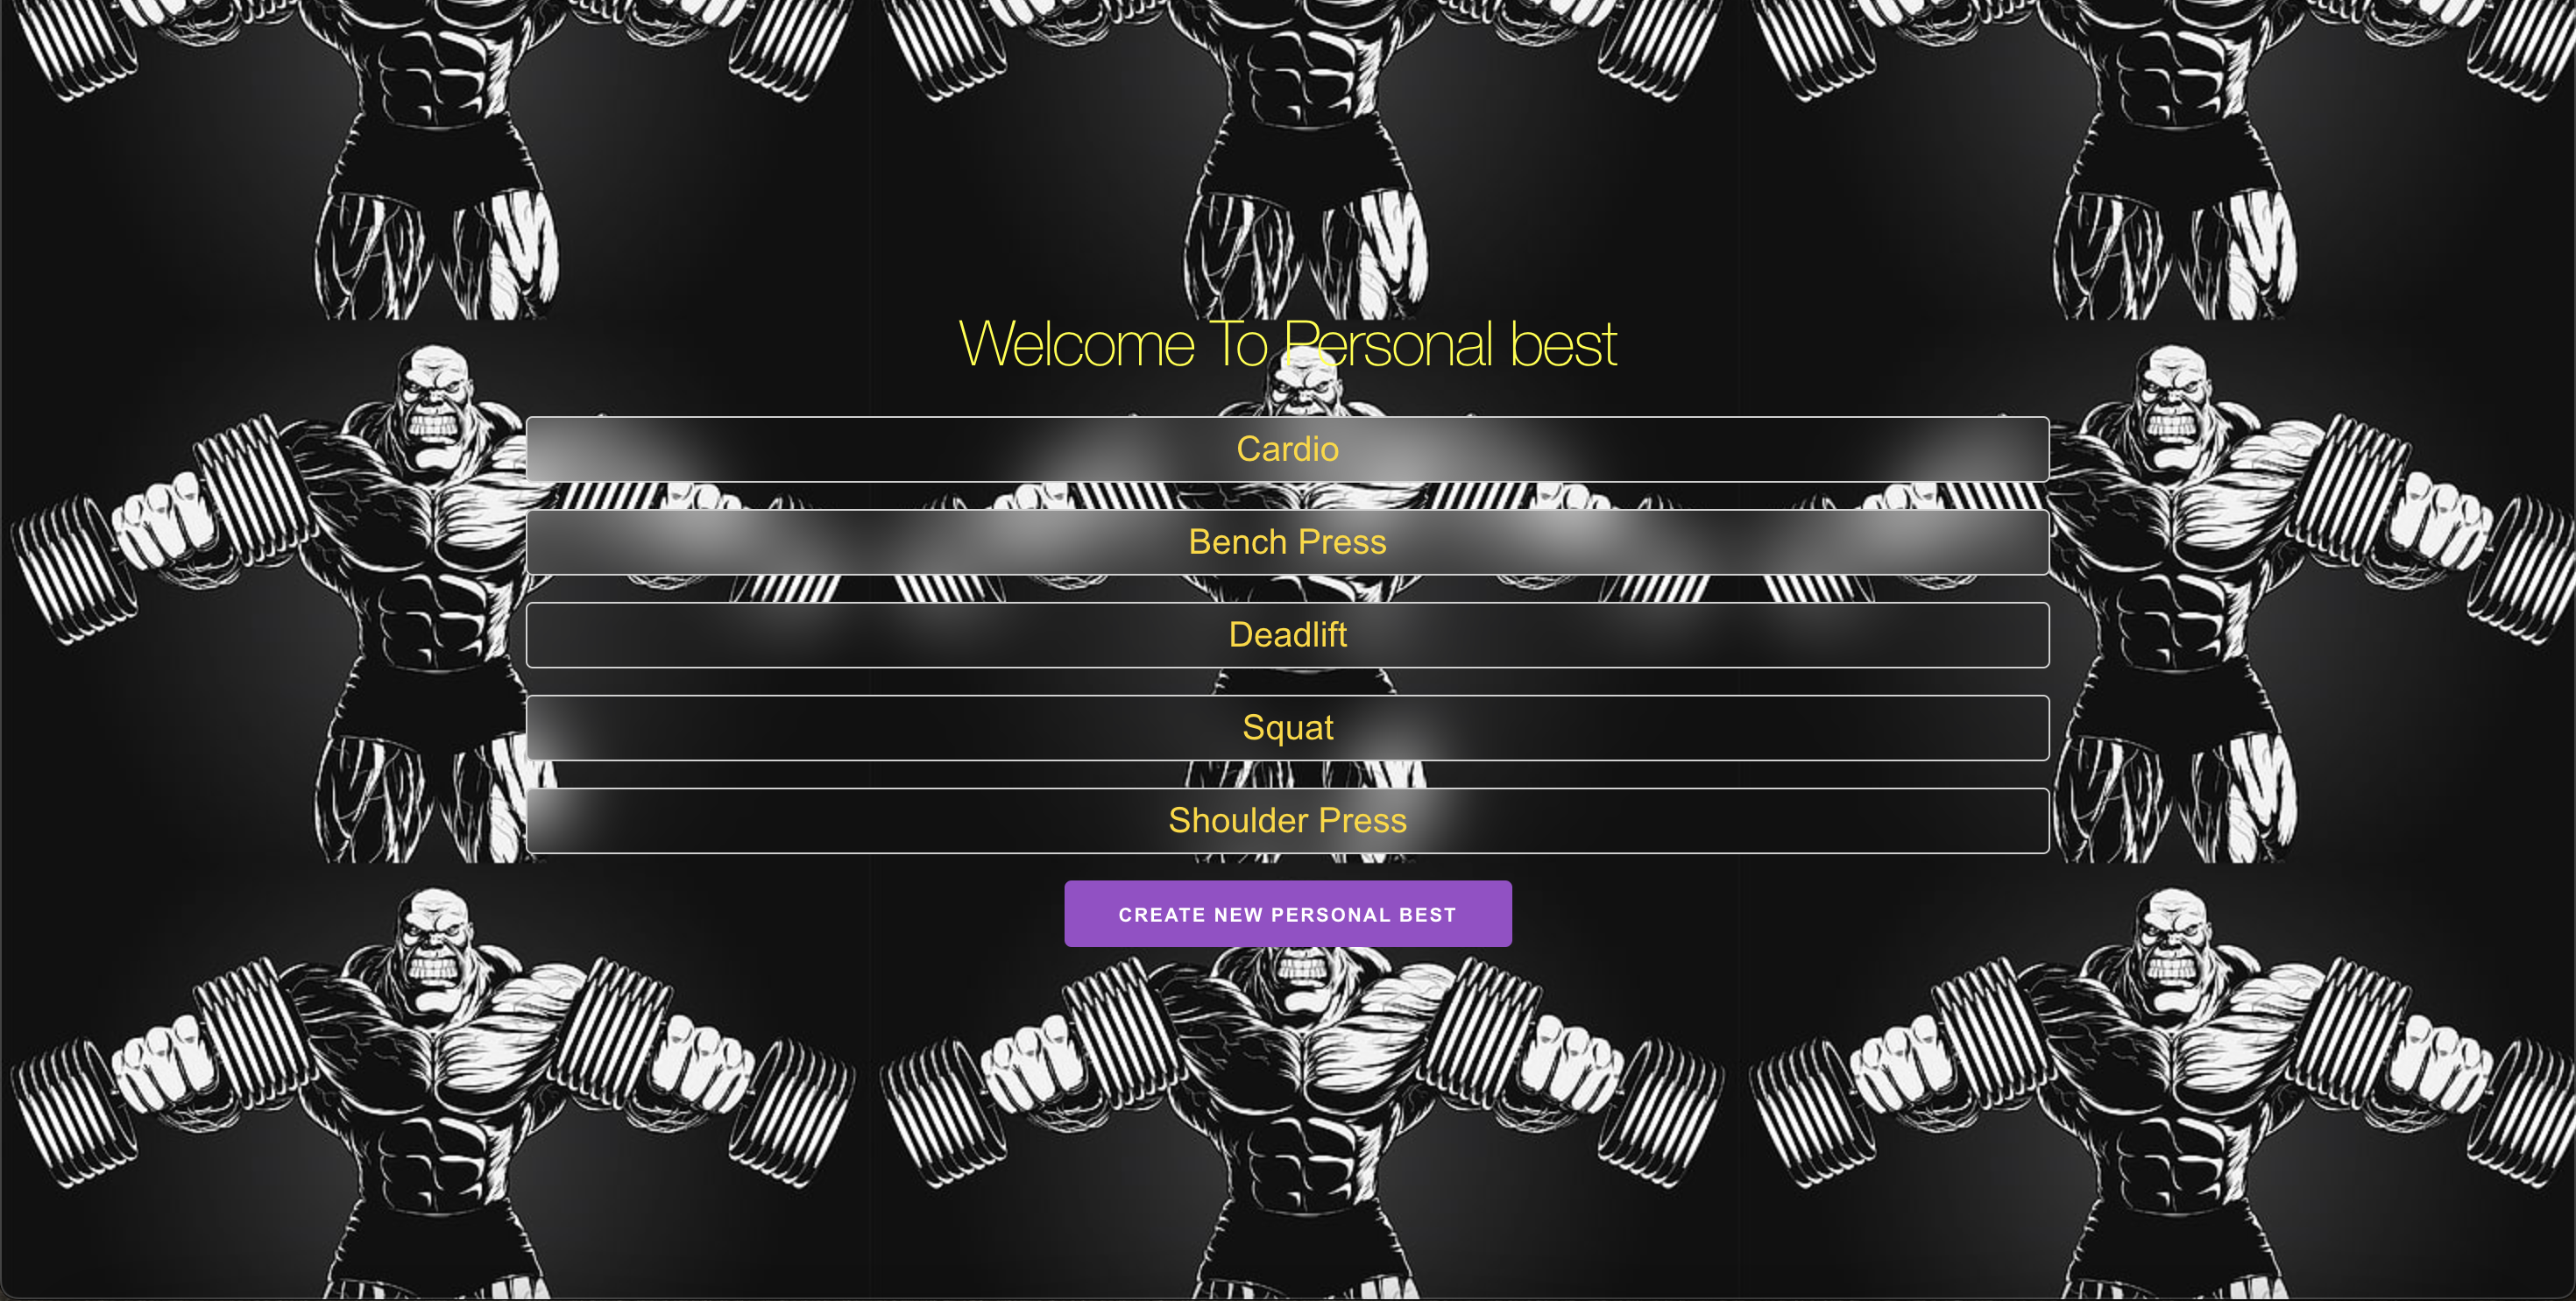 Welcome To Personal best
Cardio
Bench Press
Deadlift
Squat
Shoulder Press
CREATE NEW PERSONAL BEST